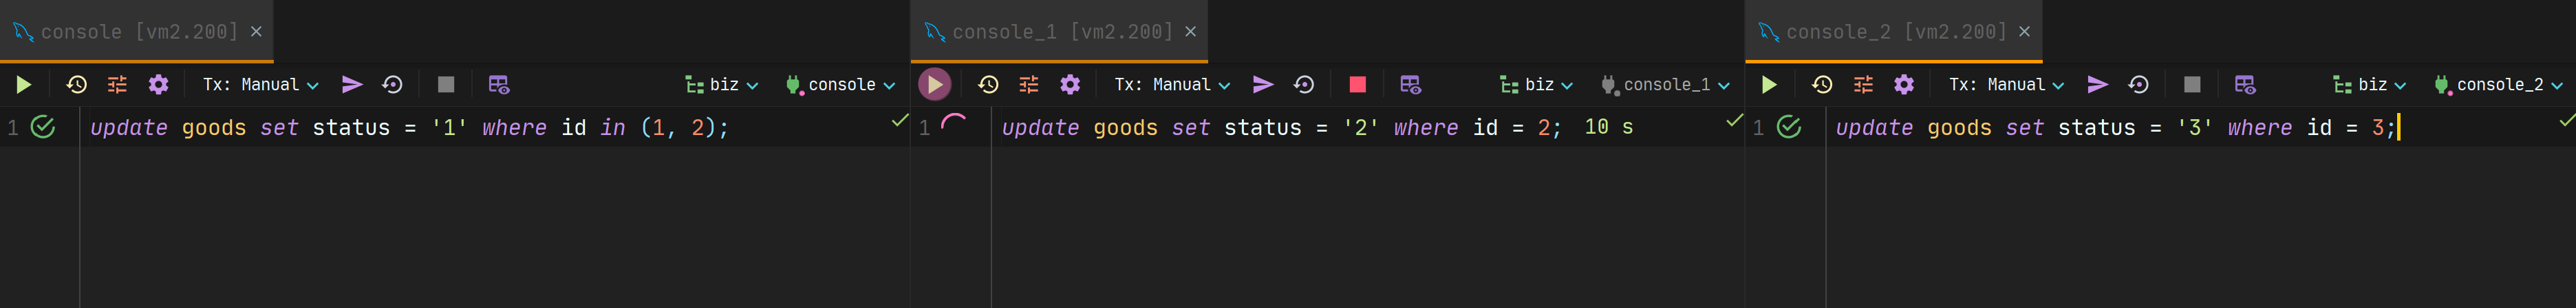 console [vm2.200]
Tx: Manual biz console
1 update goods set status = '1' where id in (1, 2);
console_1 [vm2.200]
Tx: Manual biz console_1
1 update goods set status = '2' where id = 2; 10 s
console_2 [vm2.200]
Tx: Manual biz console_2
1 update goods set status = '3' where id = 3;